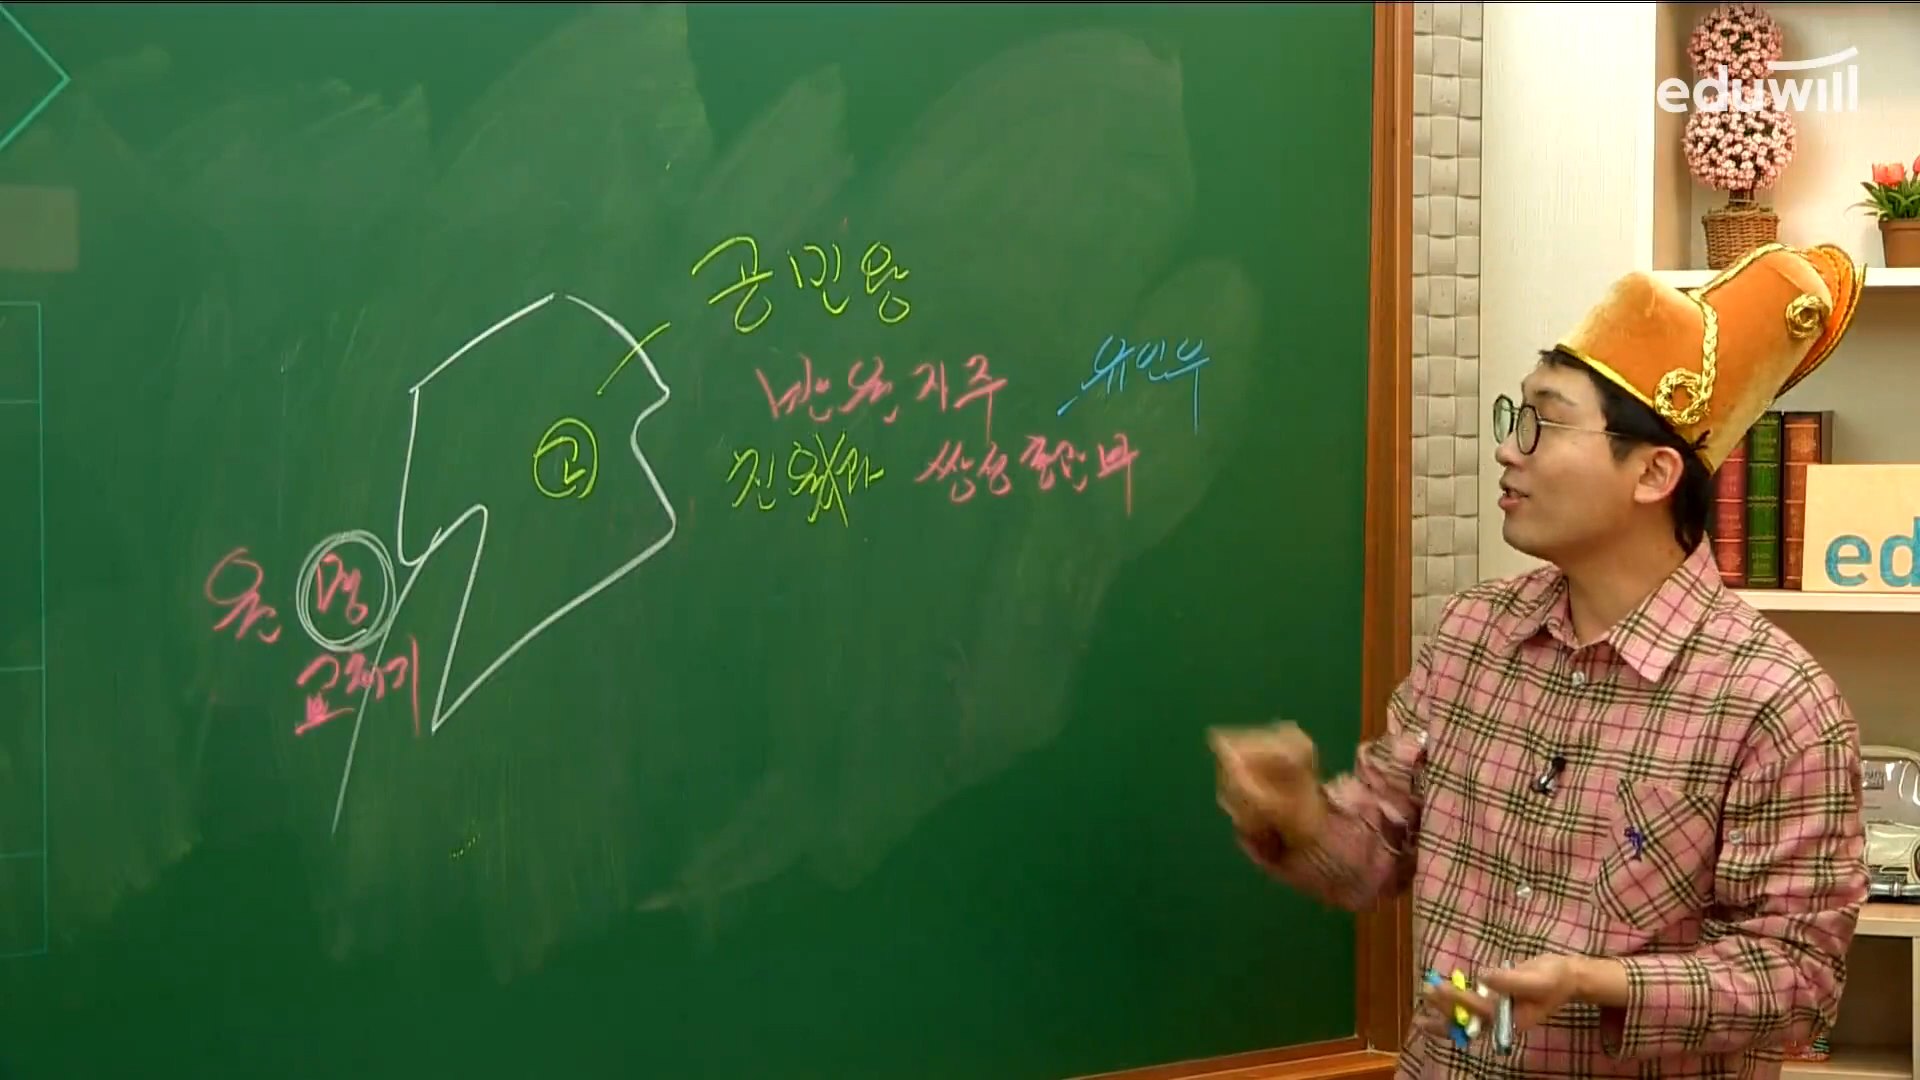 eduwill
공민왕
반원자주 유인우
고
친원파 쌍성총관부
원 명
교체기
ed